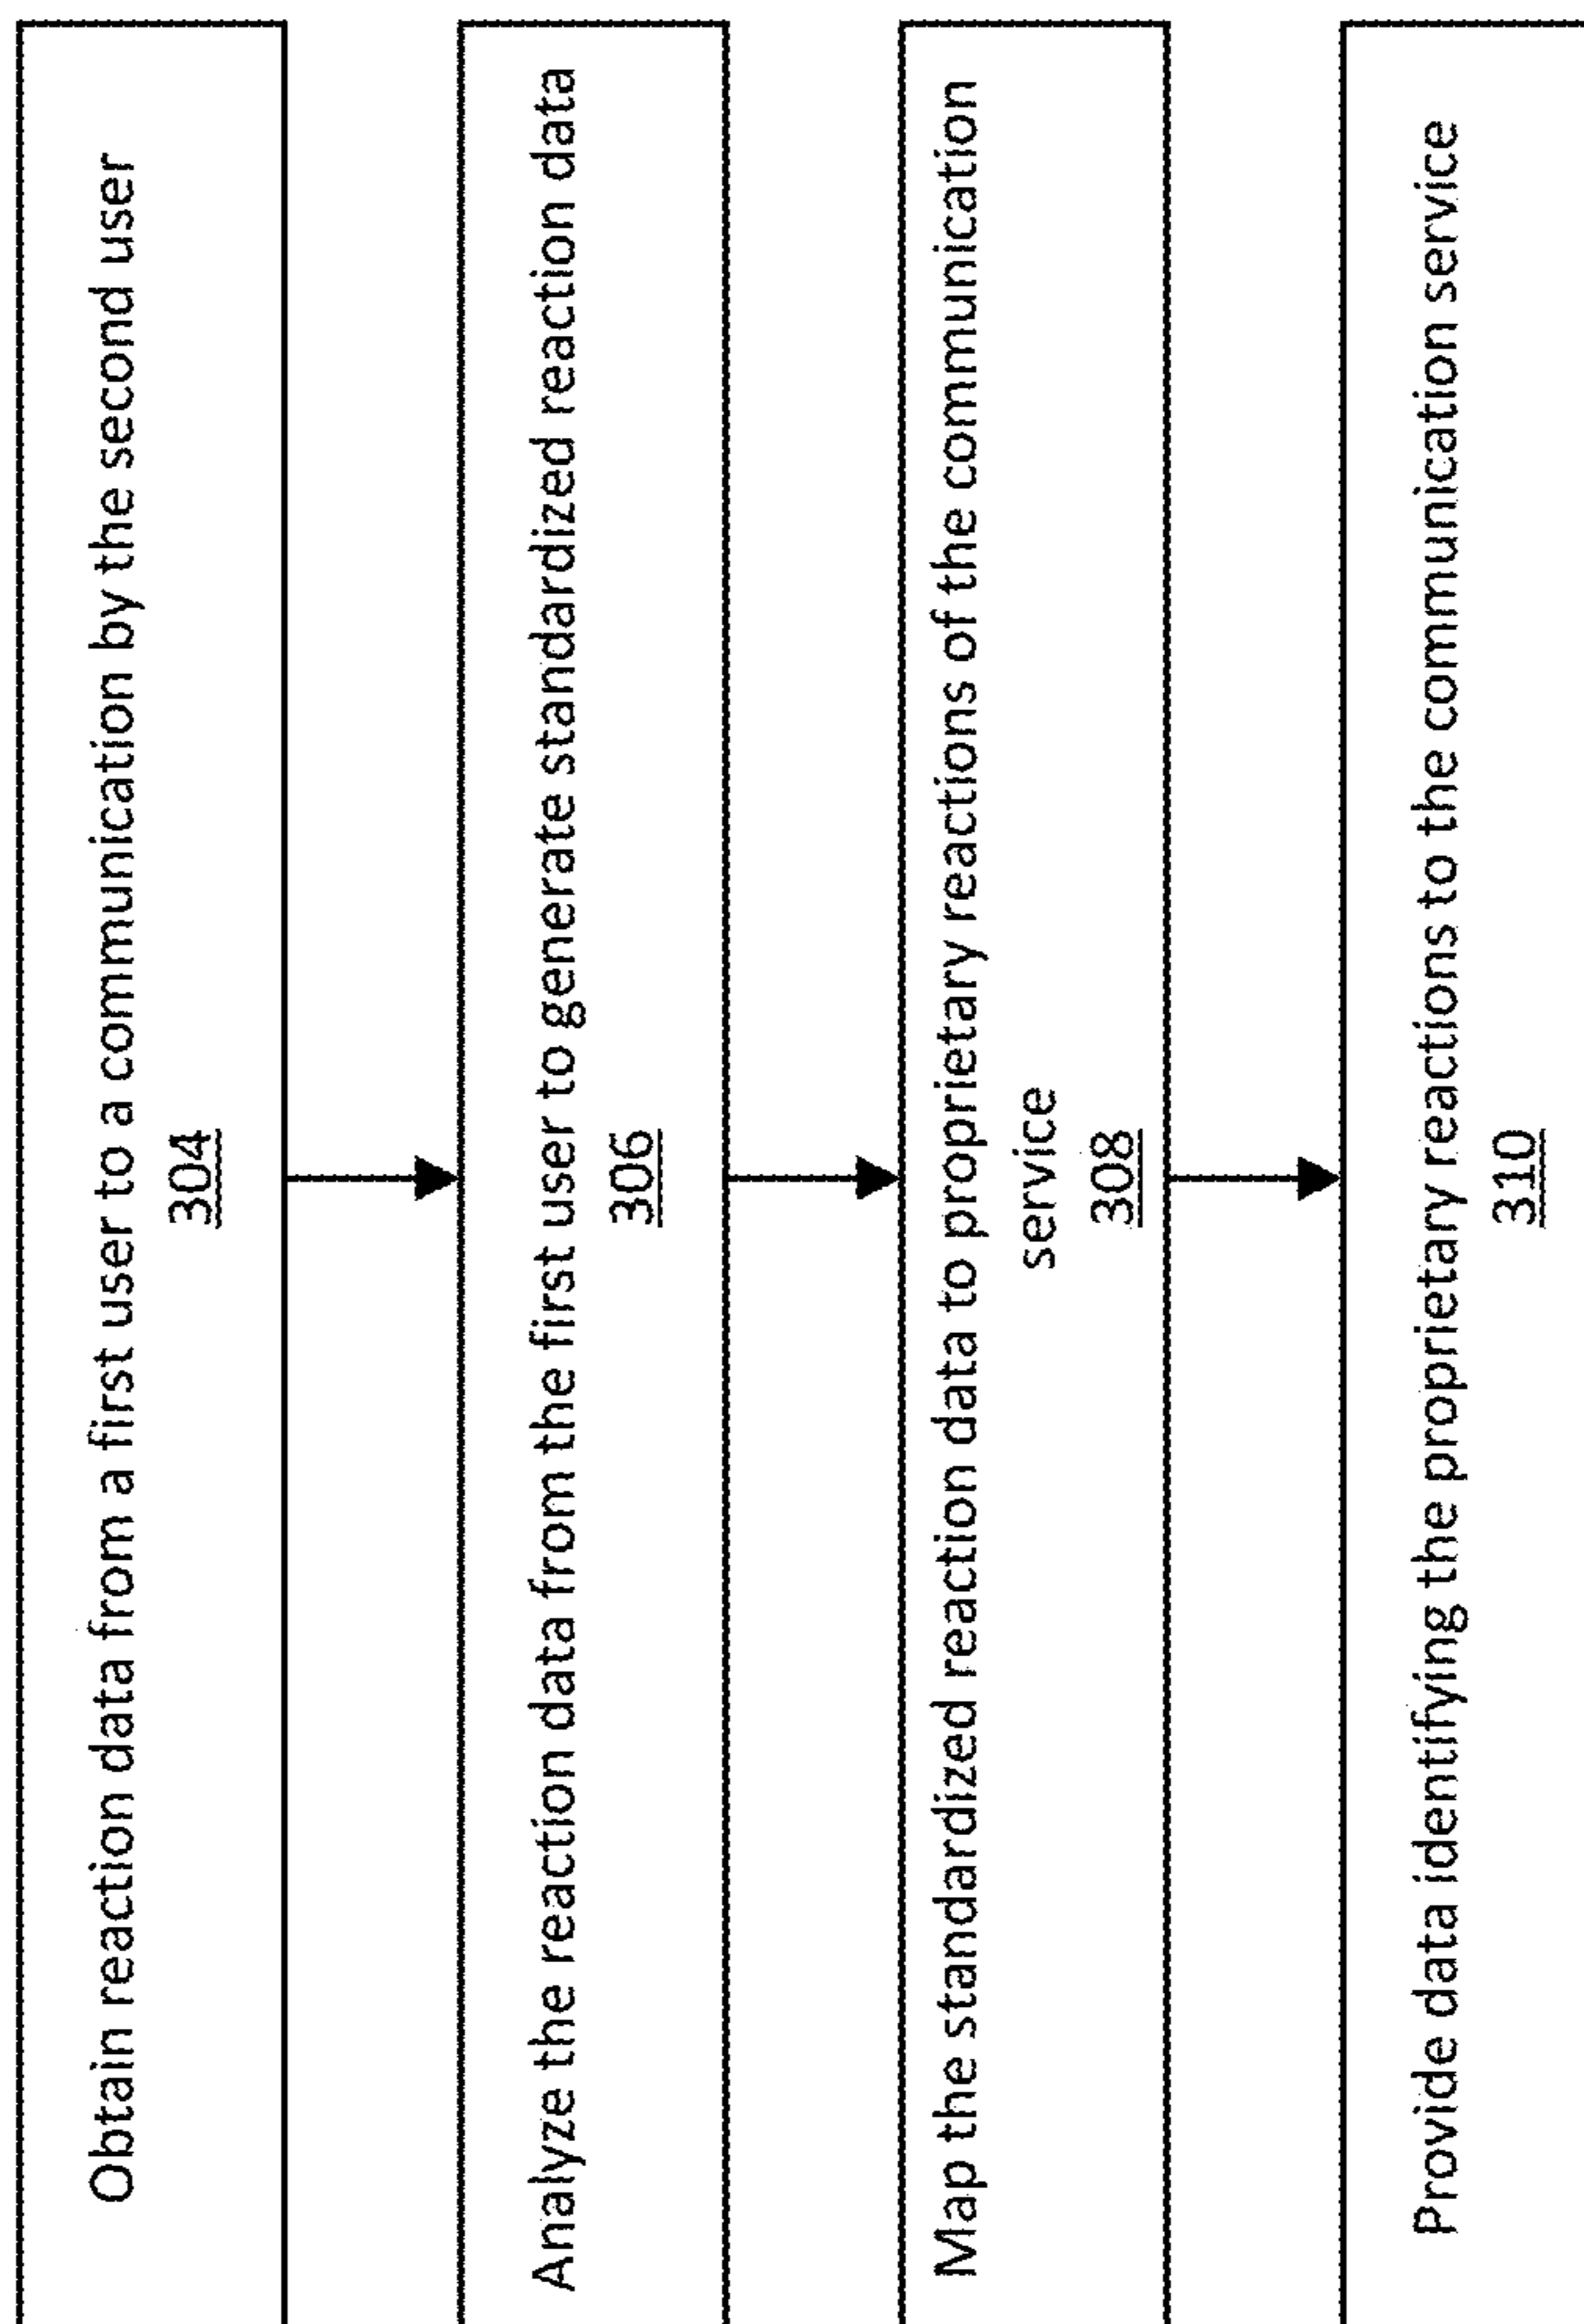 Obtain reaction data from a first user to a communication by the second user
304
Analyze the reaction data from the first user to generate standardized reaction data
306
Map the standardized reaction data to proprietary reactions of the communication
service
308
Provide data identifying the proprietary reactions to the communication service
310